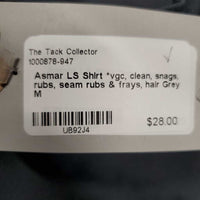 The Tack Collector
1000878-947
Asmar LS Shirt *vgc, clean, snags,
rubs, seam rubs & frays, hair Grey
M
$28.00
UB92J4